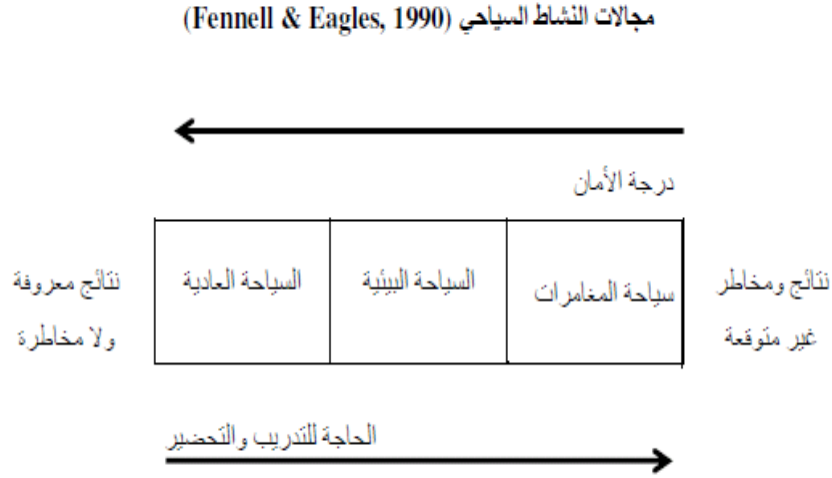 مجالات النشاط السياحي (Fennell & Eagles, 1990)
درجة الأمان
نتائج ومخاطر
غير متوقعة
سياحة المغامرات
السياحة البيئية
السياحة العادية
نتائج معروفة
ولا مخاطرة
الحاجة للتدريب والتحضير